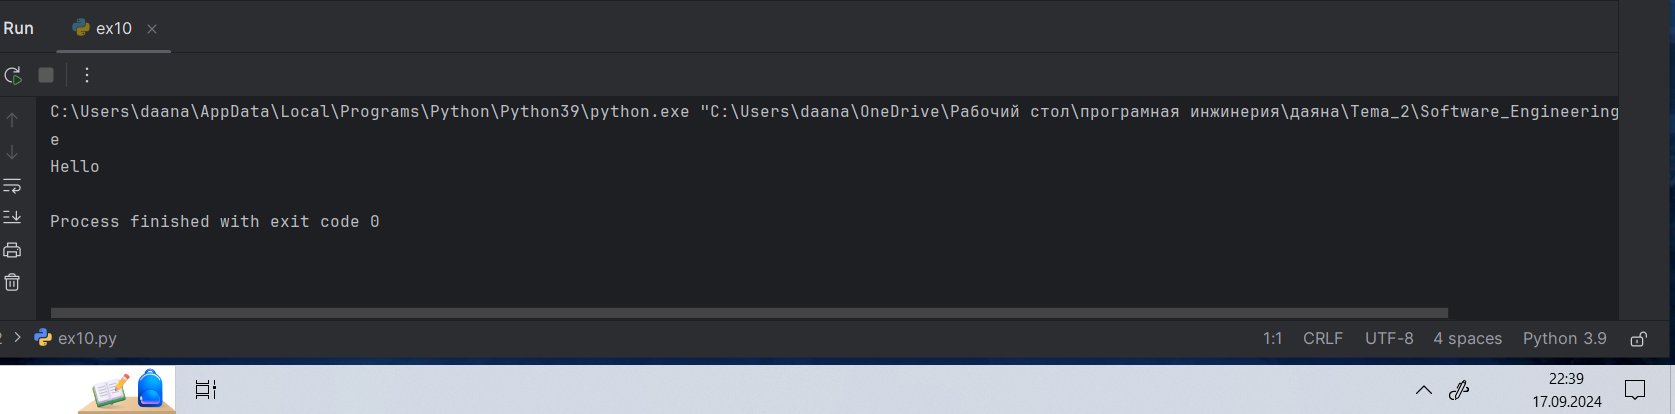 Run ex10
C:\Users\daana\AppData\Local\Programs\Python\Python39\python.exe "C:\Users\daana\OneDrive\Рабочий стол\програмная инжинерия\даяна\Tema_2\Software_Engineering
e
Hello
Process finished with exit code 0
ex10.py 1:1 CRLF UTF-8 4 spaces Python 3.9
22:39
17.09.2024